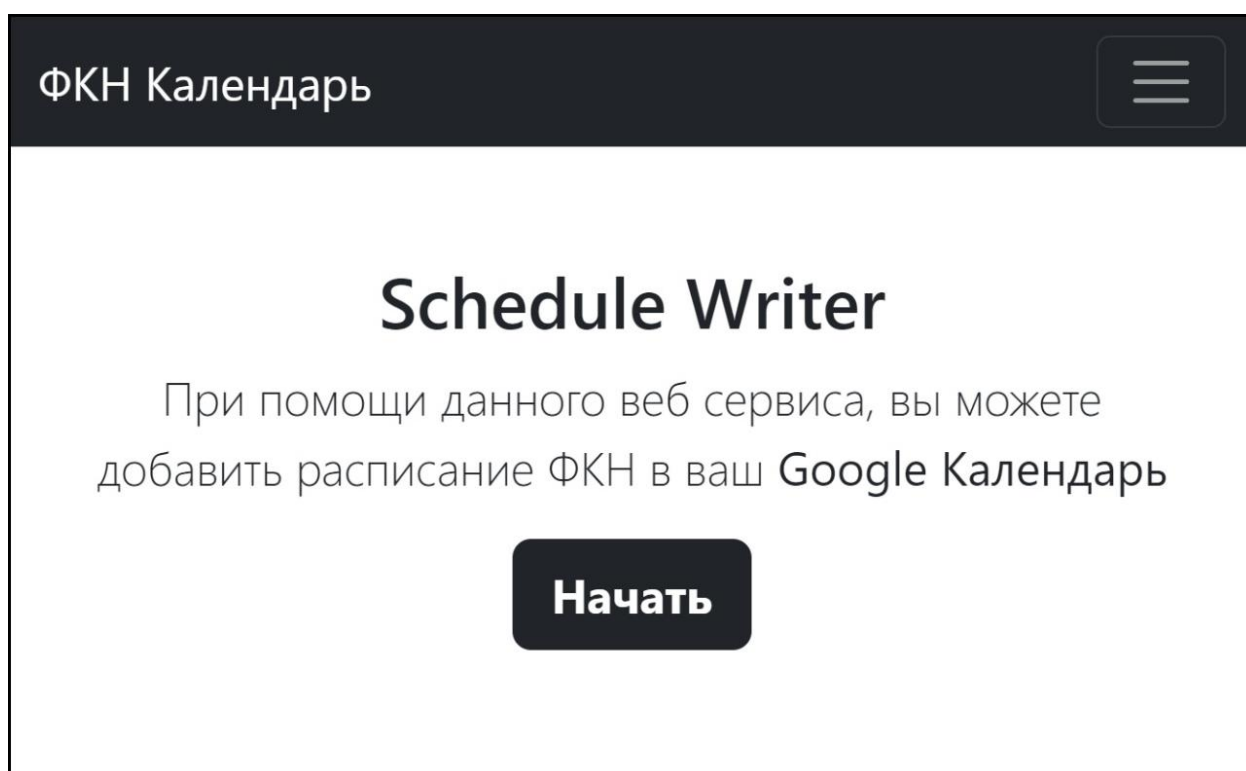 ФКН Календарь
Schedule Writer
При помощи данного веб сервиса, вы можете
добавить расписание ФКН в ваш Google Календарь
Начать